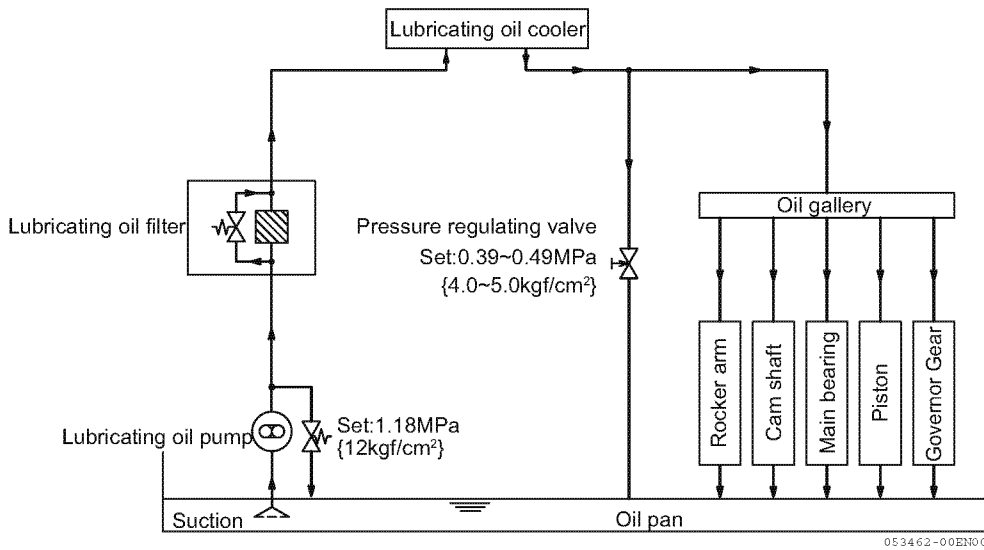 Lubricating oil cooler
Lubricating oil filter
Pressure regulating valve
Set:0.39~0.49MPa
{4.0~5.0kgf/cm²}
Oil gallery
Rocker arm
Cam shaft
Main bearing
Piston
Governor Gear
Lubricating oil pump
Set:1.18MPa
{12kgf/cm²}
Suction
Oil pan
053462-00EN00